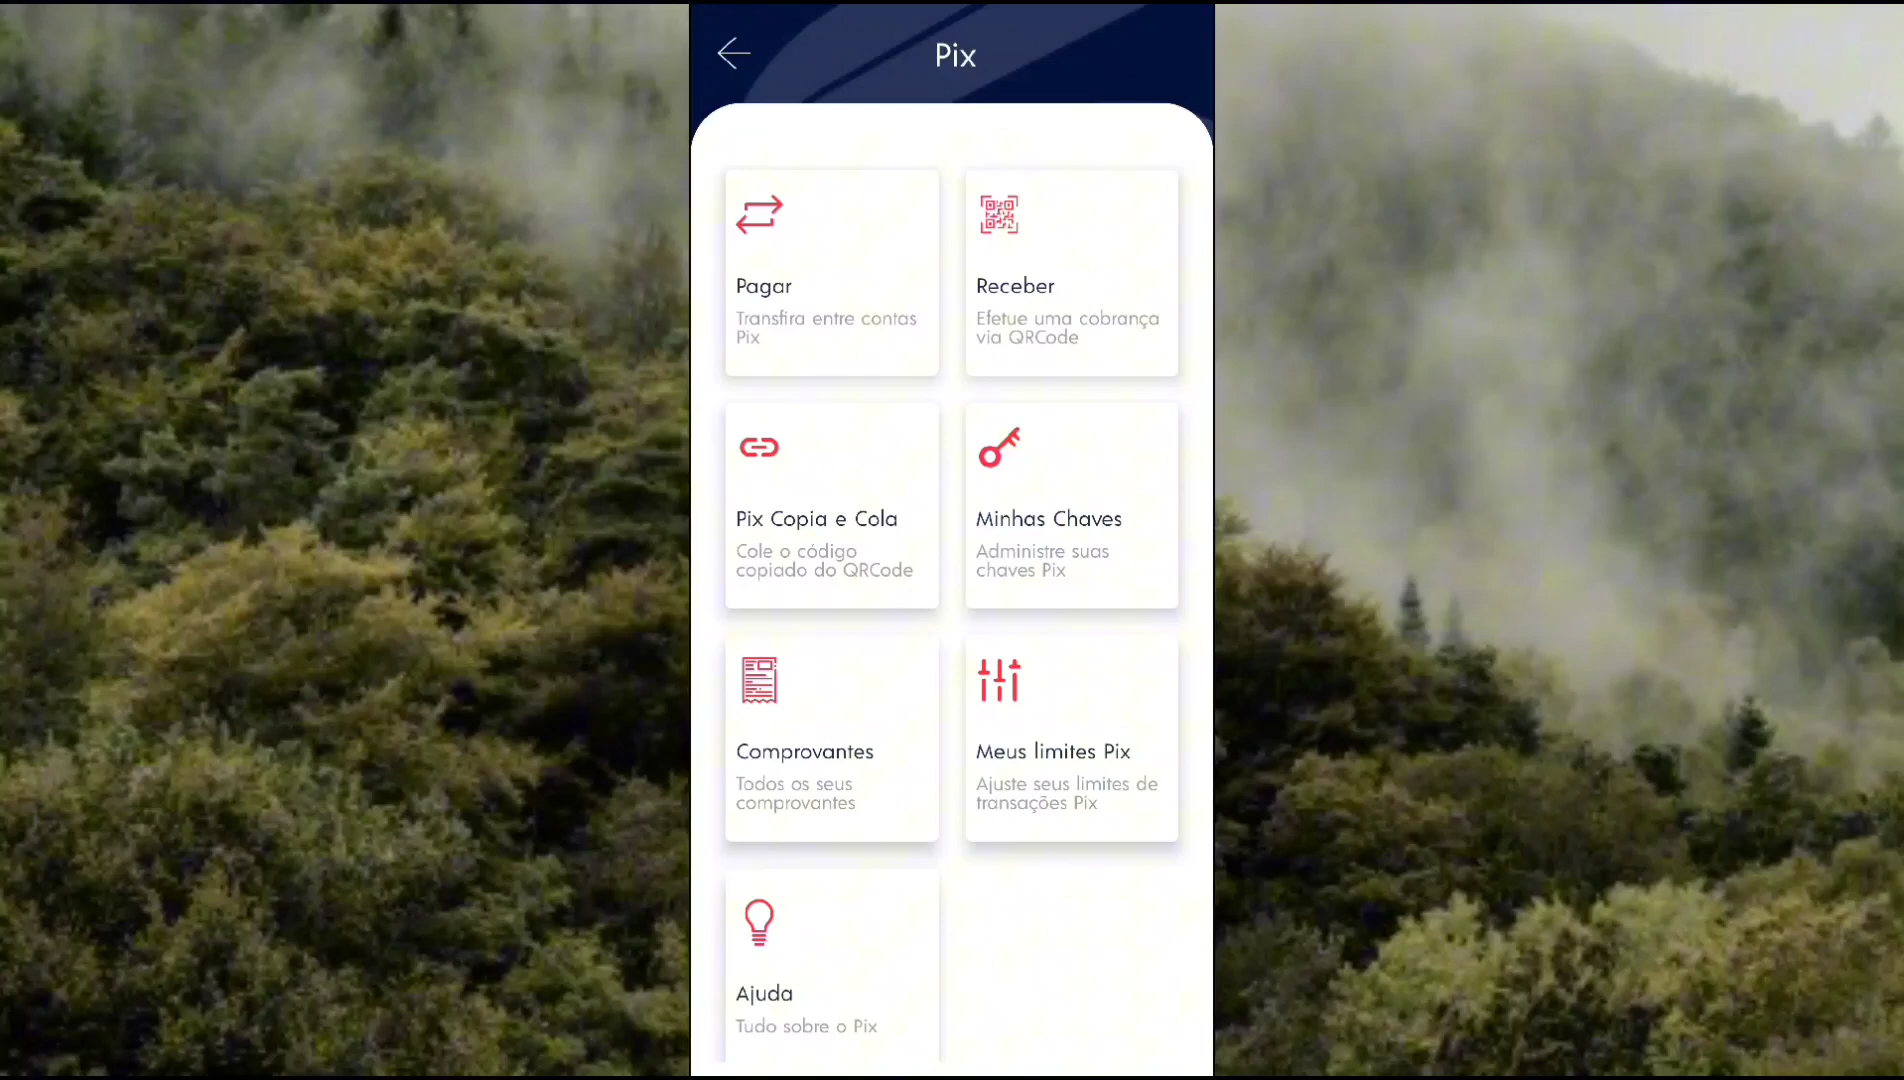 Pix
Pagar
Transfira entre contas
Pix
Receber
Efetue uma cobrança
via QRCode
Pix Copia e Cola
Cole o código
copiado do QRCode
Minhas Chaves
Administre suas
chaves Pix
Comprovantes
Todos os seus
comprovantes
Meus limites Pix
Ajuste seus limites de
transações Pix
Ajuda
Tudo sobre o Pix